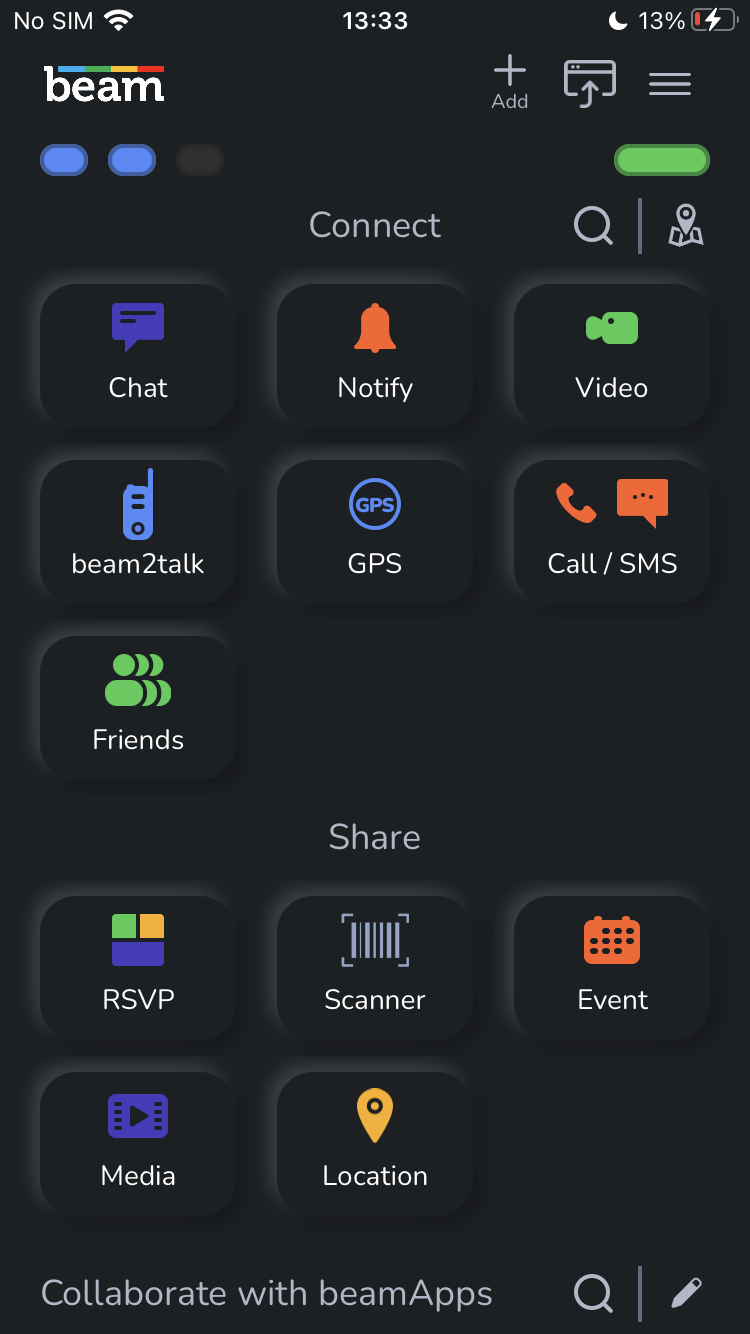 No SIM 13:33 13%
beam
Add
Connect
Chat Notify Video
GPS
beam2talk GPS Call / SMS
Friends
Share
RSVP Scanner Event
Media Location
Collaborate with beamApps